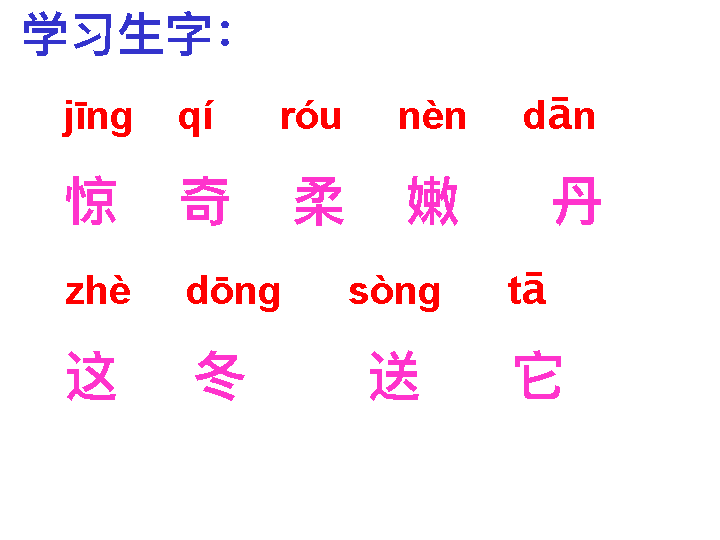 学习生字：
jīng qí róu nèn dān
惊 奇 柔 嫩 丹
zhè dōng sòng tā
这 冬 送 它